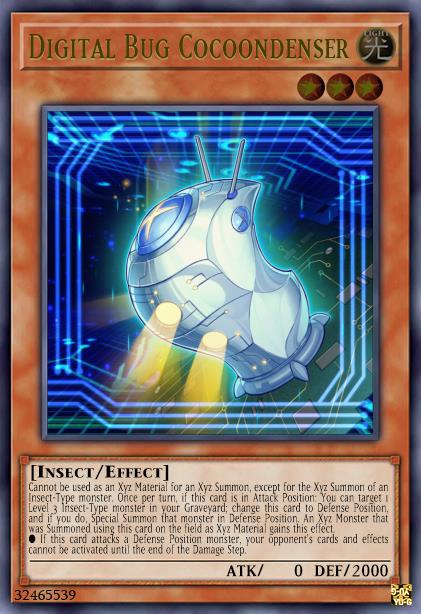 DIGITAL BUG COCOONDENSER
LIGHT
光
[INSECT/EFFECT]
Cannot be used as an Xyz Material for an Xyz Summon, except for the Xyz Summon of an
Insect-Type monster. Once per turn, if this card is in Attack Position: You can target 1
Level 3 Insect-Type monster in your Graveyard; change this card to Defense Position,
and if you do, Special Summon that monster in Defense Position. An Xyz Monster that
was Summoned using this card on the field as Xyz Material gains this effect.
● If this card attacks a Defense Position monster, your opponent's cards and effects
cannot be activated until the end of the Damage Step.
ATK/ 0 DEF/2000
32465539